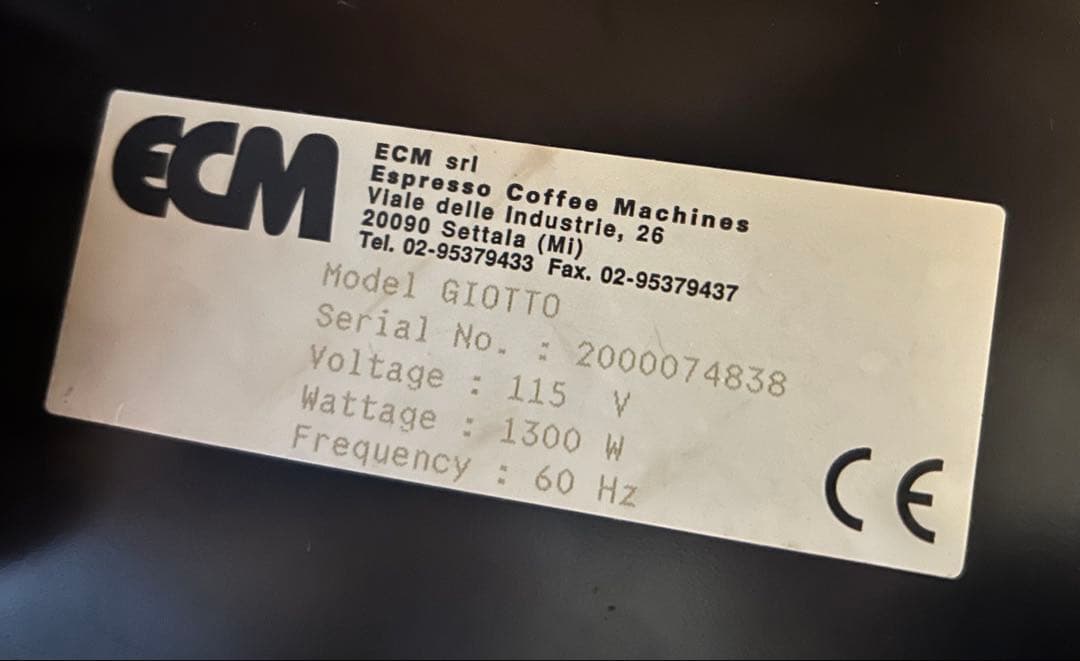 ECM
ECM srl
Espresso Coffee Machines
Viale delle Industrie, 26
20090 Settala (Mi)
Tel. 02-95379433 Fax. 02-95379437
Model GIOTTO
Serial No. : 2000074838
Voltage : 115 V
Wattage : 1300 W
Frequency : 60 Hz
CE